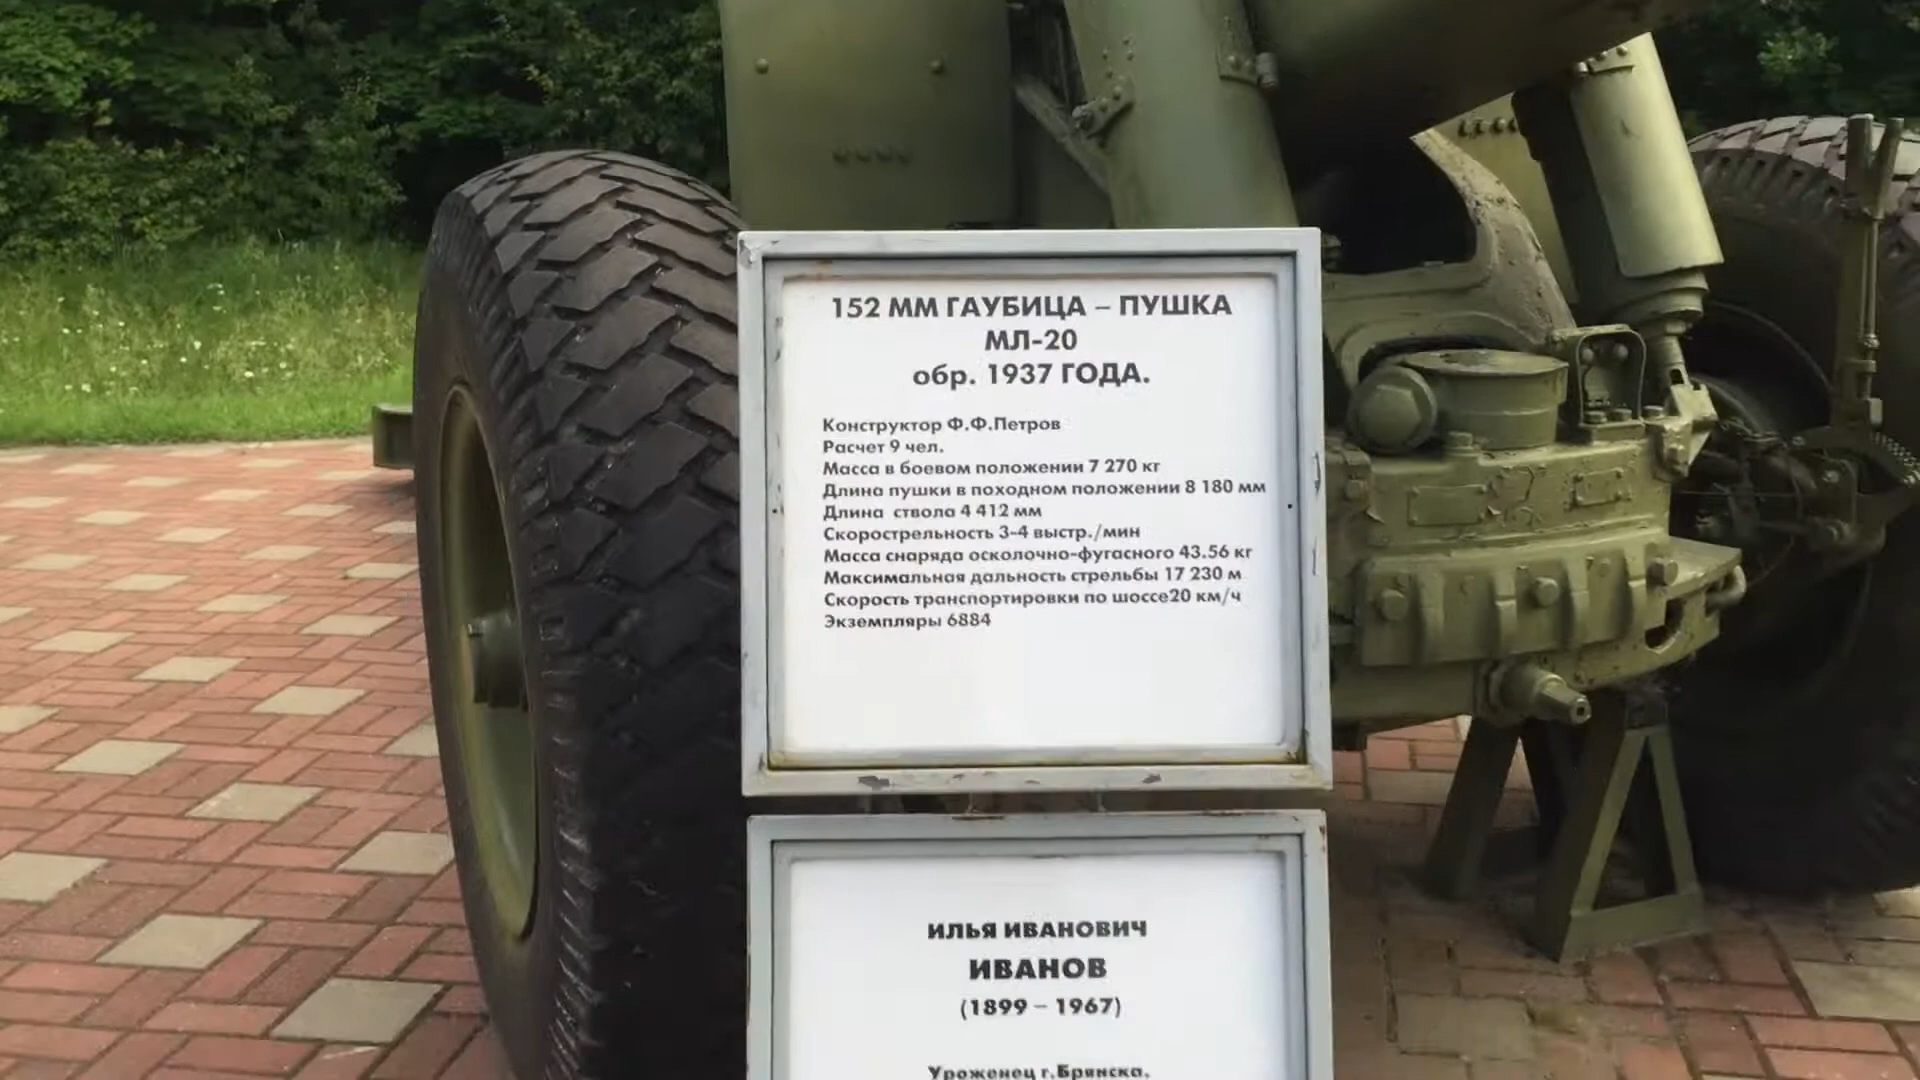 152 ММ ГАУБИЦА – ПУШКА
МЛ-20
обр. 1937 ГОДА.
Конструктор Ф.Ф.Петров
Расчет 9 чел.
Масса в боевом положении 7 270 кг
Длина пушки в походном положении 8 180 мм
Длина ствола 4 412 мм
Скорострельность 3-4 выстр./мин
Масса снаряда осколочно-фугасного 43.56 кг
Максимальная дальность стрельбы 17 230 м
Скорость транспортировки по шоссе20 км/ч
Экземпляры 6884
ИЛЬЯ ИВАНОВИЧ
ИВАНОВ
(1899 – 1967)
Уроженец г.Брянска.